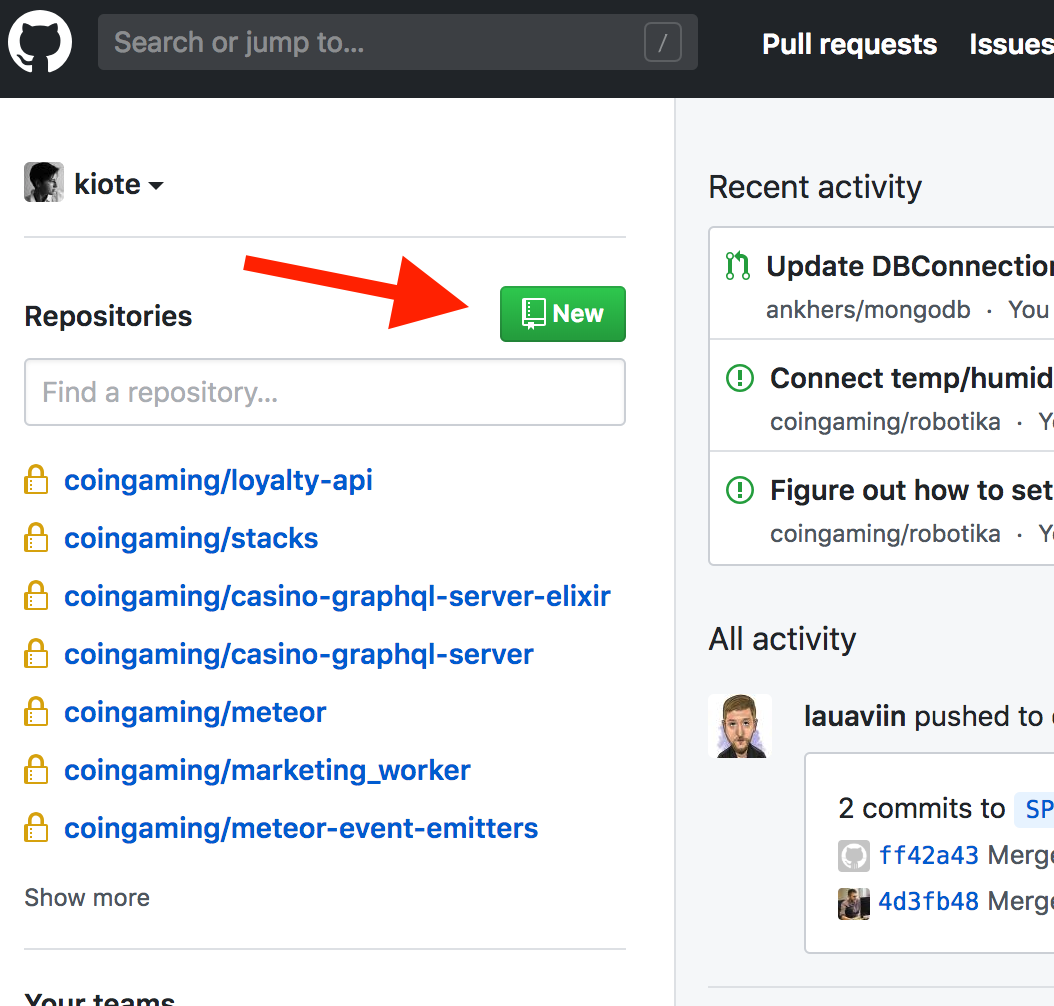 Search or jump to... /
Pull requests Issues
kiote
Repositories
New
Find a repository...
coingaming/loyalty-api
coingaming/stacks
coingaming/casino-graphql-server-elixir
coingaming/casino-graphql-server
coingaming/meteor
coingaming/marketing_worker
coingaming/meteor-event-emitters
Show more
Your teams
Recent activity
Update DBConnection
ankhers/mongodb · You
Connect temp/humid
coingaming/robotika ·
Figure out how to set
coingaming/robotika ·
All activity
lauaviin pushed to
2 commits to SP
ff42a43 Merge
4d3fb48 Merge